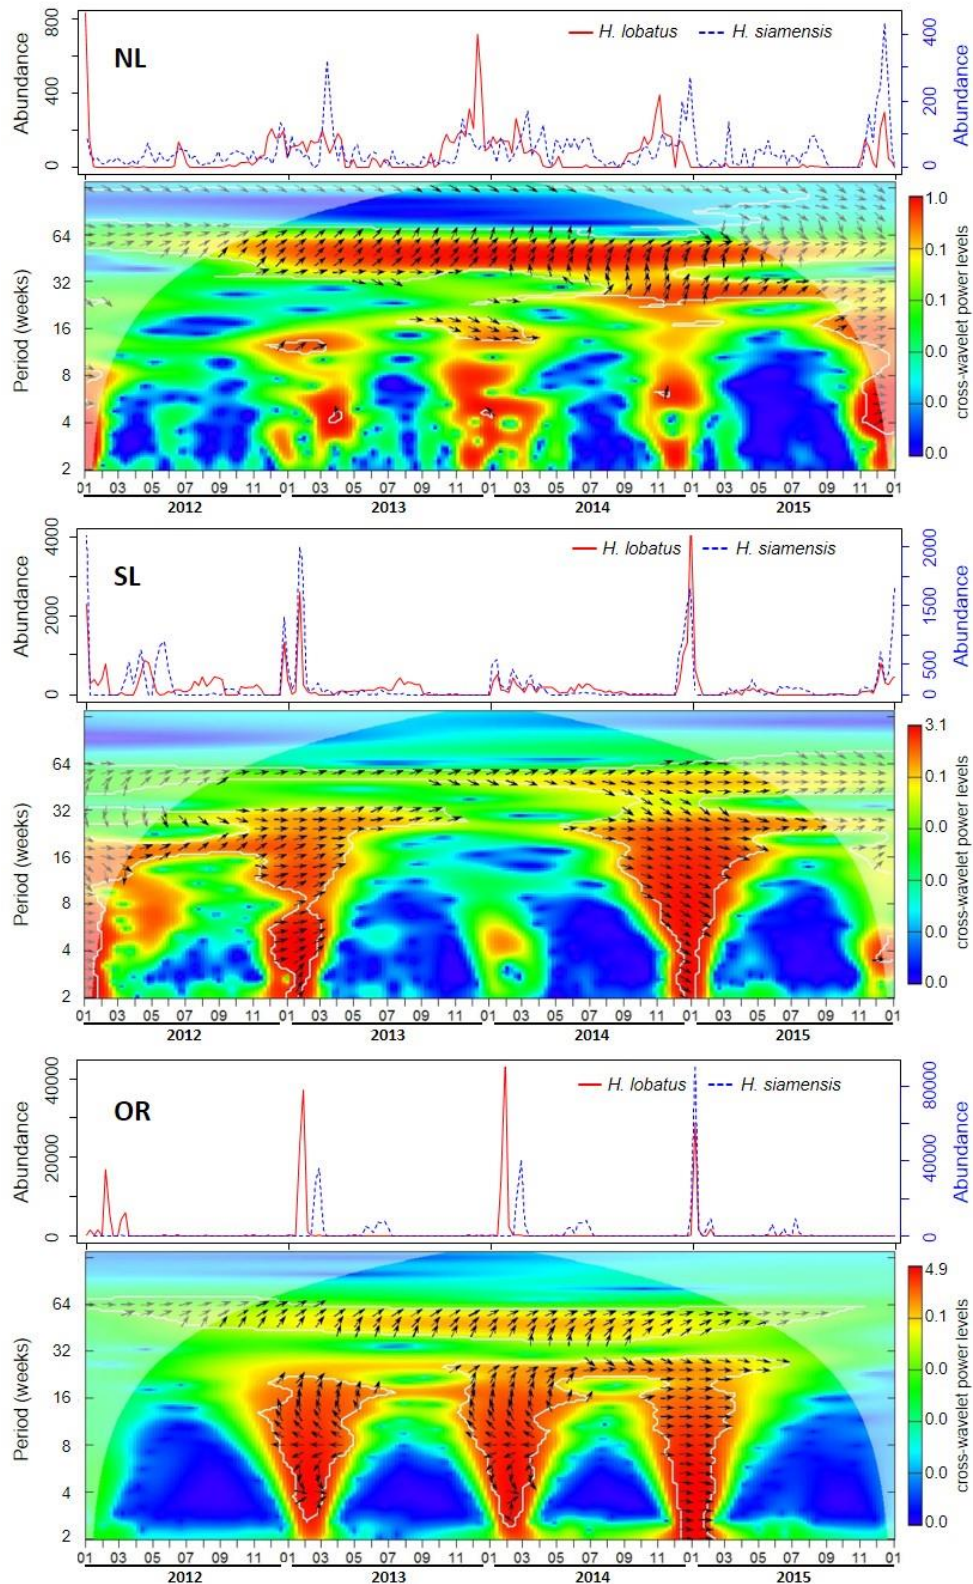 NL
H. lobatus H. siamensis
Abundance
800
400
0
Abundance
400
200
0
Period (weeks)
64
32
16
8
4
2
cross-wavelet power levels
1.0
0.1
0.1
0.0
0.0
0.0
01 03 05 07 09 11 01 03 05 07 09 11 01 03 05 07 09 11 01 03 05 07 09 11 01
2012 2013 2014 2015
SL
H. lobatus H. siamensis
Abundance
4000
2000
0
Abundance
2000
1500
500
0
Period (weeks)
64
32
16
8
4
2
cross-wavelet power levels
3.1
0.1
0.0
0.0
0.0
0.0
01 03 05 07 09 11 01 03 05 07 09 11 01 03 05 07 09 11 01 03 05 07 09 11 01
2012 2013 2014 2015
OR
H. lobatus H. siamensis
Abundance
40000
20000
0
Abundance
80000
40000
0
Period (weeks)
64
32
16
8
4
2
cross-wavelet power levels
4.9
0.1
0.0
0.0
0.0
0.0
01 03 05 07 09 11 01 03 05 07 09 11 01 03 05 07 09 11 01 03 05 07 09 11 01
2012 2013 2014 2015